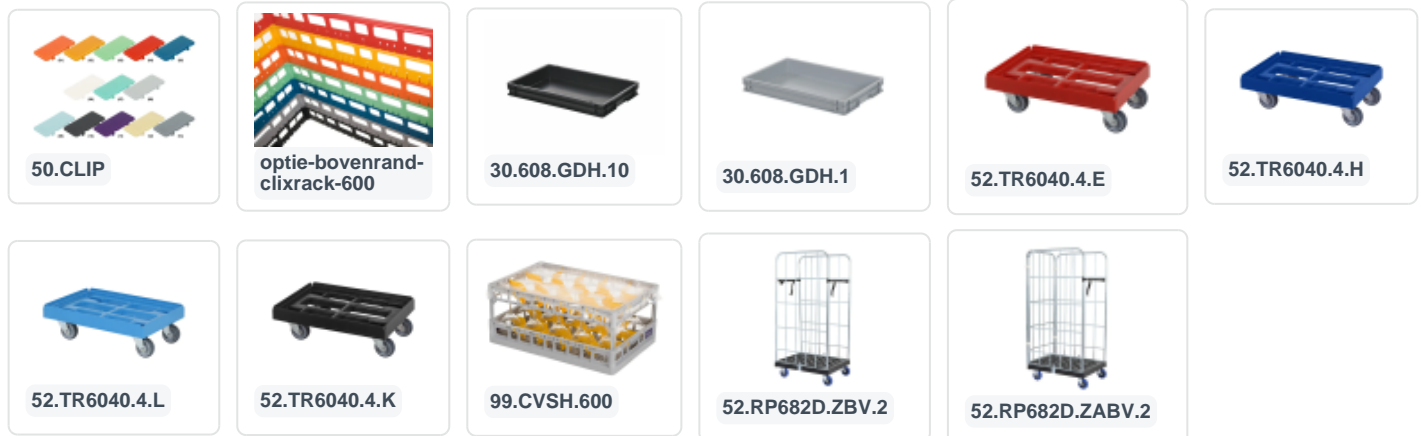 50.CLIP
optie-bovenrand-
clixrack-600
30.608.GDH.10
30.608.GDH.1
52.TR6040.4.E
52.TR6040.4.H
52.TR6040.4.L
52.TR6040.4.K
99.CVSH.600
52.RP682D.ZBV.2
52.RP682D.ZABV.2